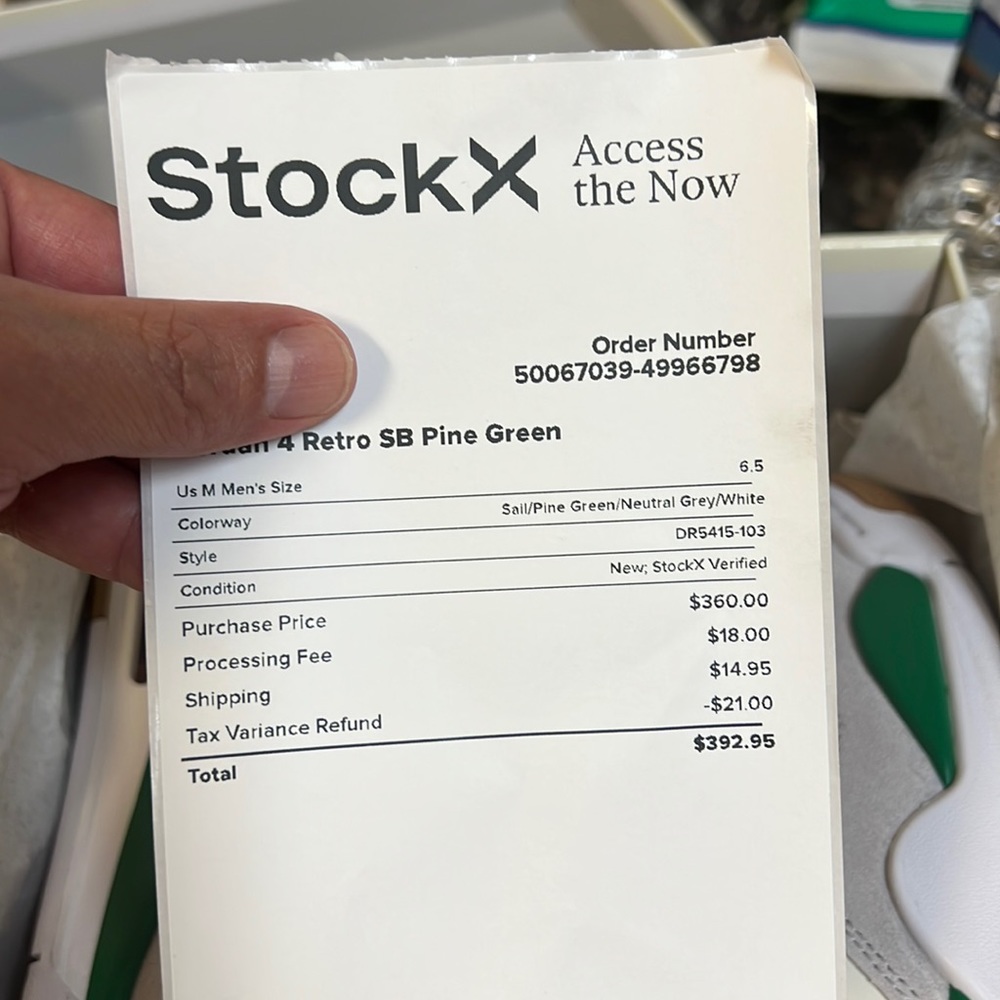 StockX
Access
the Now
Order Number
50067039-49966798
4 Retro SB Pine Green
Us M Men's Size 6.5
Colorway Sail/Pine Green/Neutral Grey/White
Style DR5415-103
Condition New; StockX Verified
Purchase Price $360.00
Processing Fee $18.00
Shipping $14.95
Tax Variance Refund -$21.00
Total $392.95